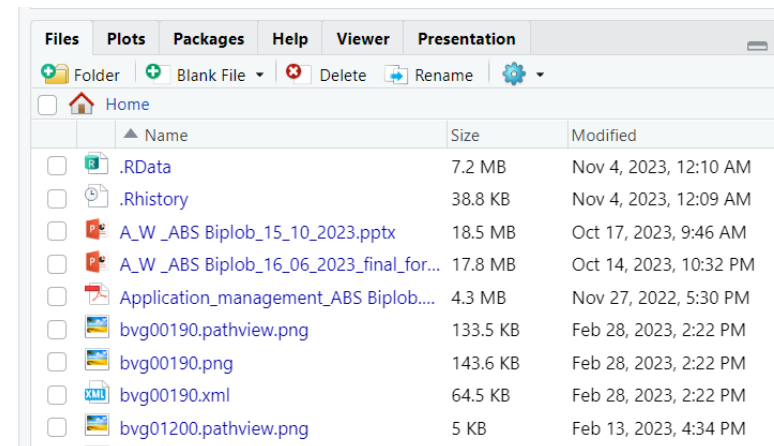 Files Plots Packages Help Viewer Presentation
Folder Blank File Delete Rename
Home
Name Size Modified
.RData 7.2 MB Nov 4, 2023, 12:10 AM
.Rhistory 38.8 KB Nov 4, 2023, 12:09 AM
A_W _ABS Biplob_15_10_2023.pptx 18.5 MB Oct 17, 2023, 9:46 AM
A_W _ABS Biplob_16_06_2023_final_for... 17.8 MB Oct 14, 2023, 10:32 PM
Application_management_ABS Biplob.... 4.3 MB Nov 27, 2022, 5:30 PM
bvg00190.pathview.png 133.5 KB Feb 28, 2023, 2:22 PM
bvg00190.png 143.6 KB Feb 28, 2023, 2:22 PM
bvg00190.xml 64.5 KB Feb 28, 2023, 2:22 PM
bvg01200.pathview.png 5 KB Feb 13, 2023, 4:34 PM